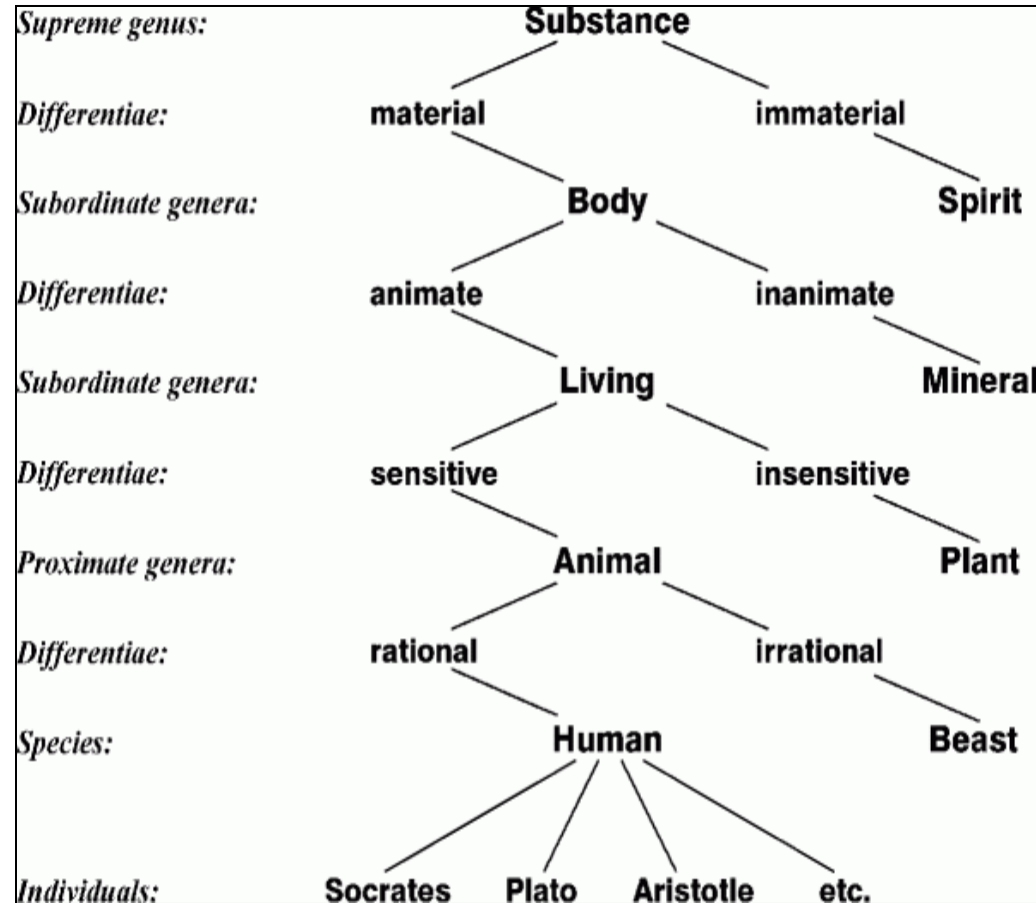 Supreme genus: Substance
Differentiae: material immaterial
Subordinate genera: Body Spirit
Differentiae: animate inanimate
Subordinate genera: Living Mineral
Differentiae: sensitive insensitive
Proximate genera: Animal Plant
Differentiae: rational irrational
Species: Human Beast
Individuals: Socrates Plato Aristotle etc.